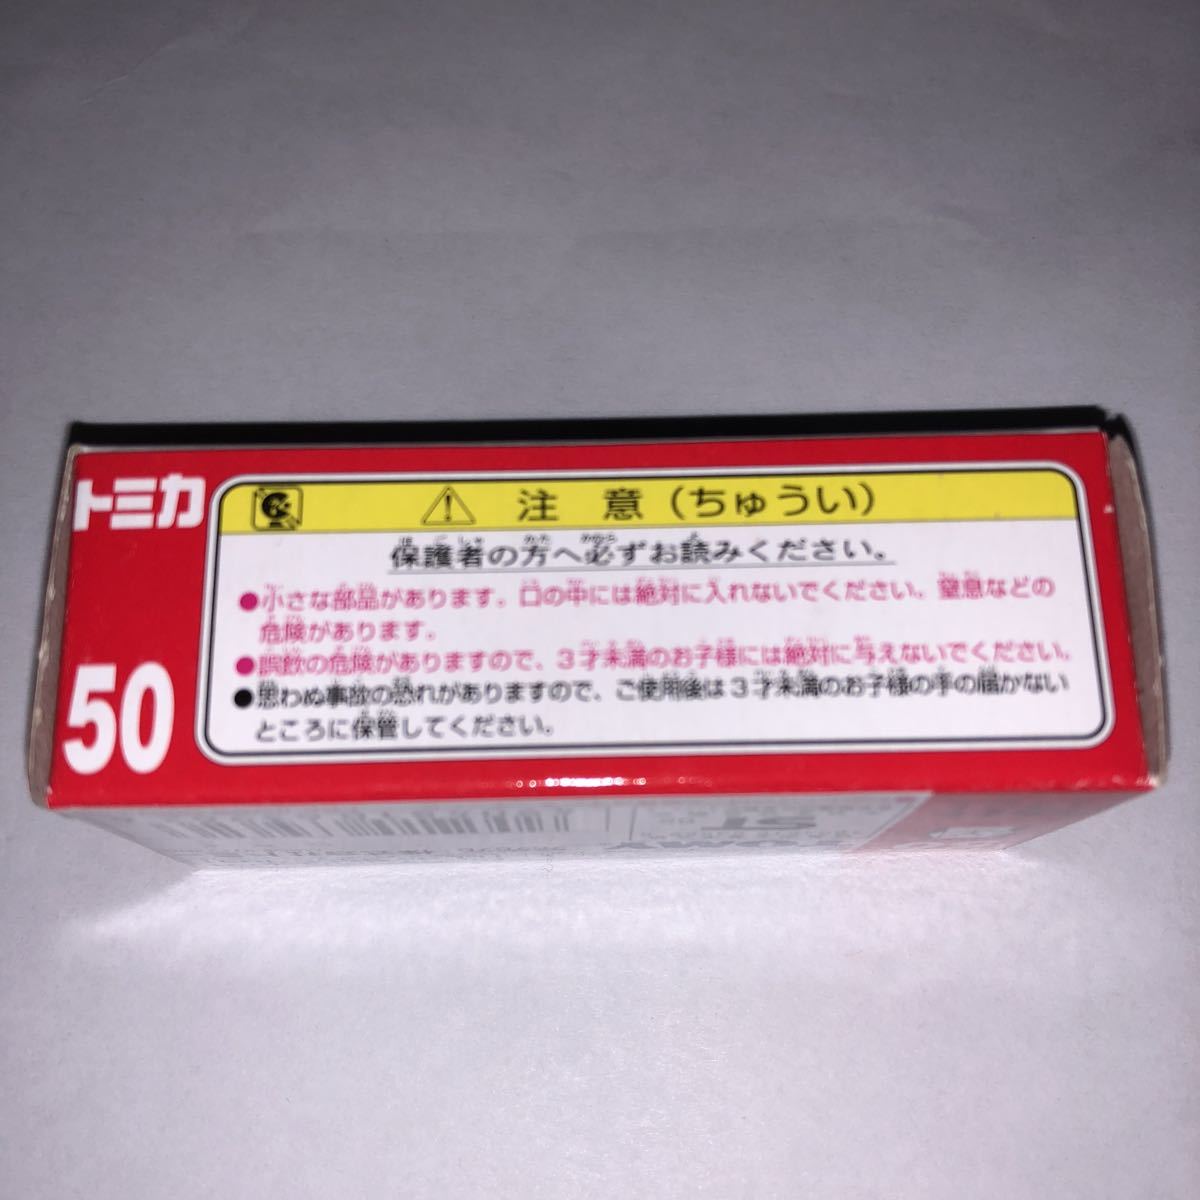 トミカ
50
注 意（ちゅうい）
保護者の方へ必ずお読みください。
●小さな部品があります。口の中には絶対に入れないでください。窒息などの
危険があります。
●誤飲の危険がありますので、3才未満のお子様には絶対に与えないでください。
●思わぬ事故の恐れがありますので、ご使用後は3才未満のお子様の手の届かない
ところに保管してください。
ST